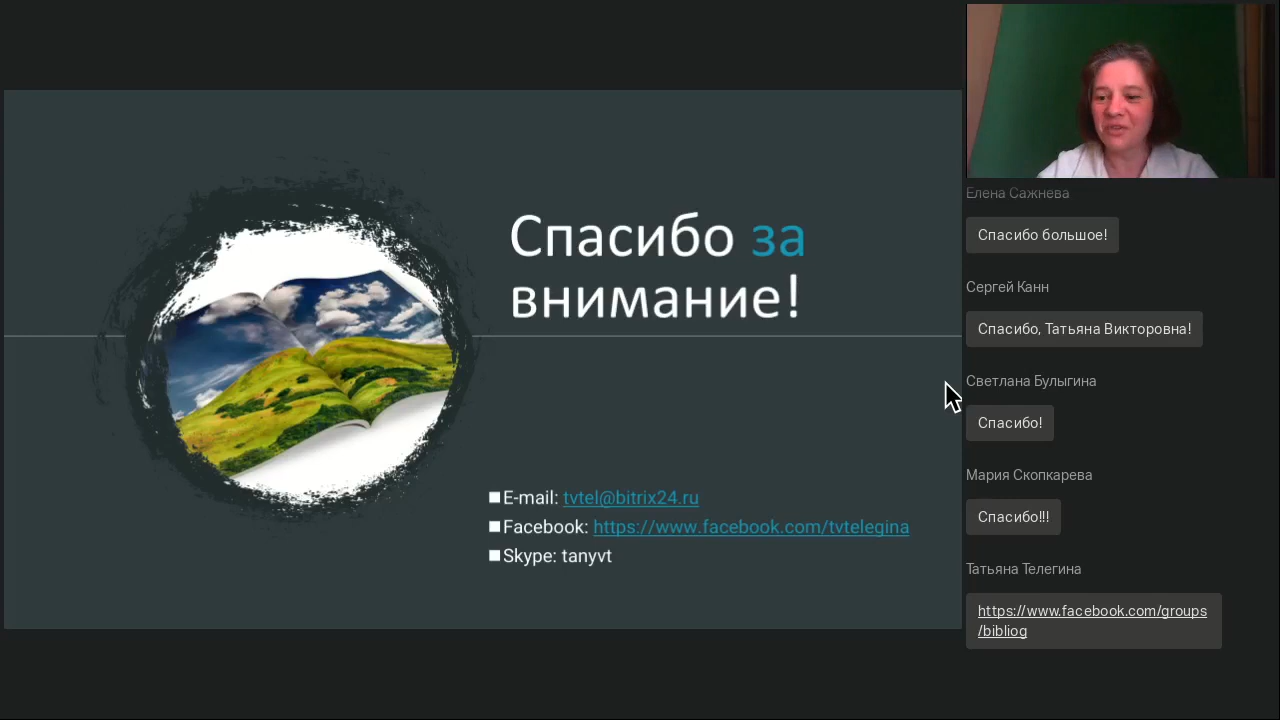 Спасибо за
внимание!
E-mail: tvtel@bitrix24.ru
Facebook: https://www.facebook.com/tvtelegina
Skype: tanyvt
Елена Сажнева
Спасибо большое!
Сергей Канн
Спасибо, Татьяна Викторовна!
Светлана Булыгина
Спасибо!
Мария Скопкарева
Спасибо!!!
Татьяна Телегина
https://www.facebook.com/groups
/bibliog